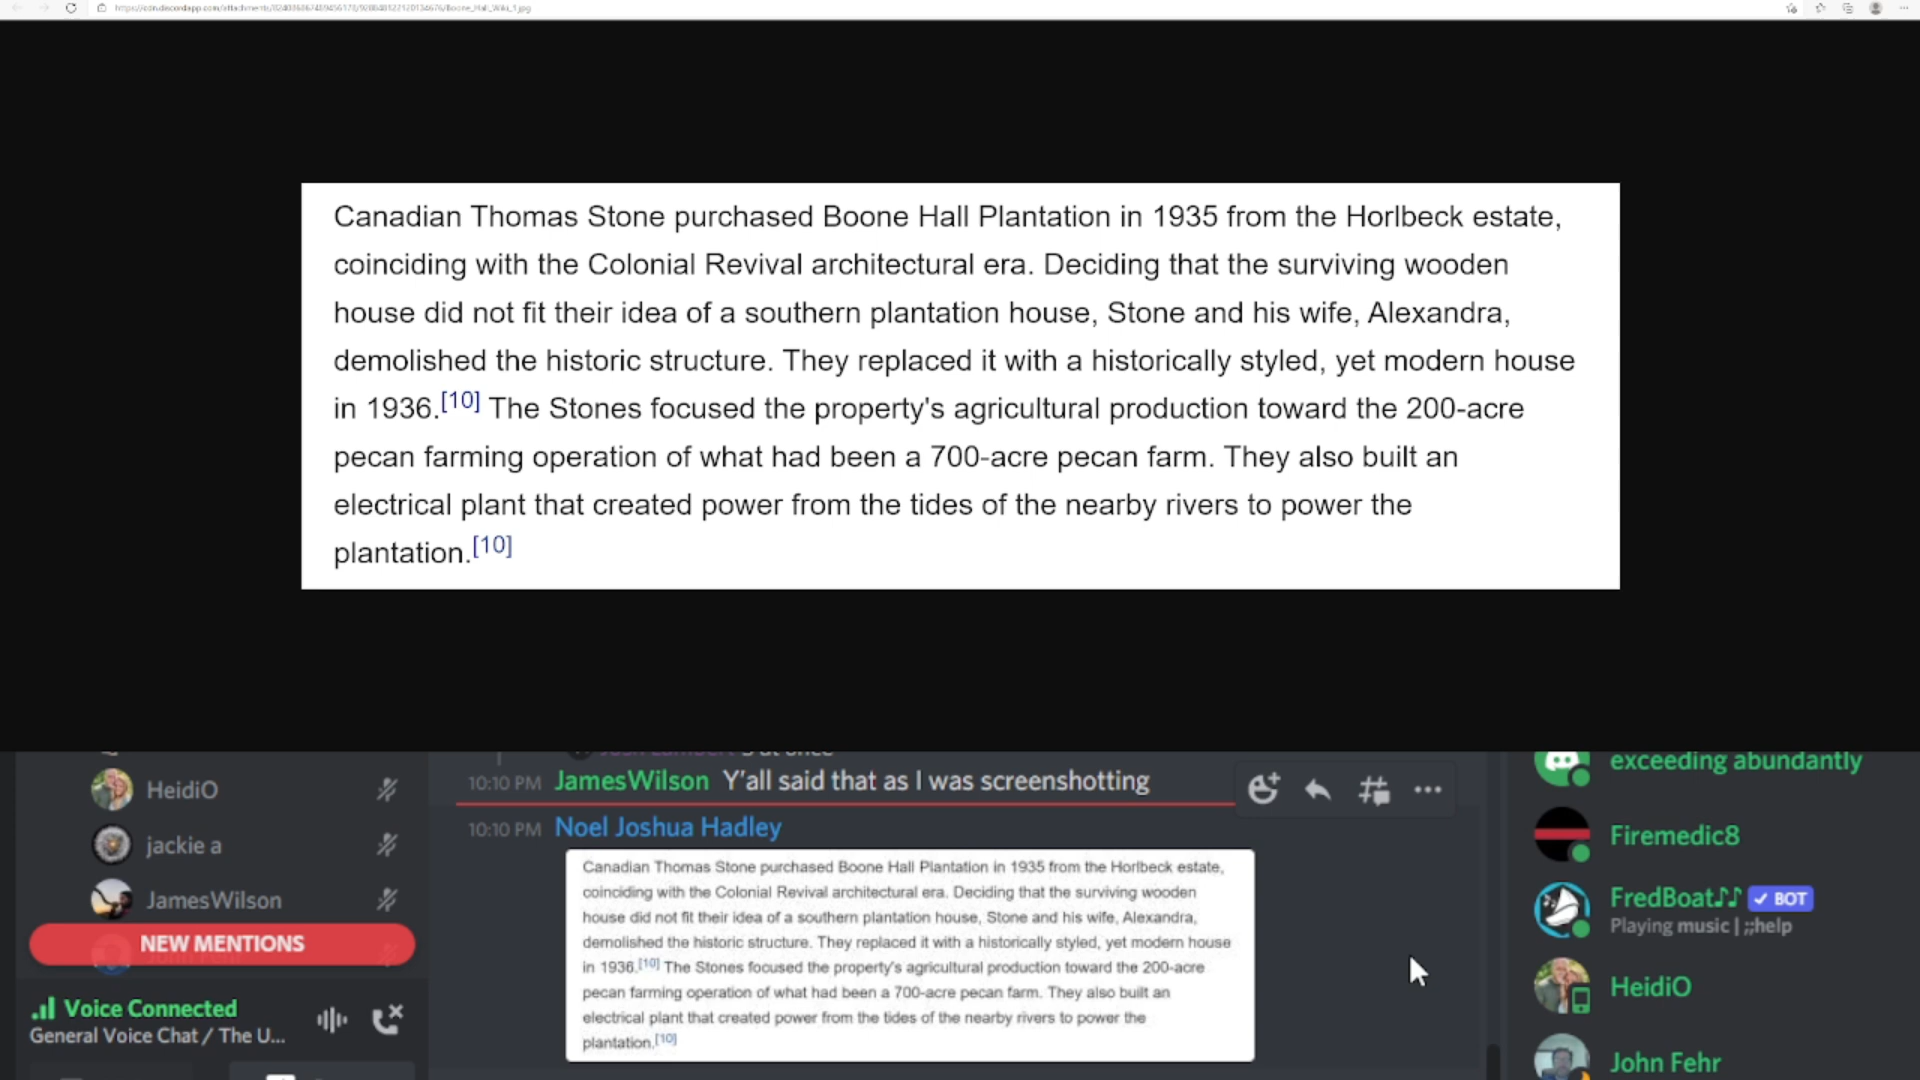 Canadian Thomas Stone purchased Boone Hall Plantation in 1935 from the Horlbeck estate,
coinciding with the Colonial Revival architectural era. Deciding that the surviving wooden
house did not fit their idea of a southern plantation house, Stone and his wife, Alexandra,
demolished the historic structure. They replaced it with a historically styled, yet modern house
in 1936.[10] The Stones focused the property's agricultural production toward the 200-acre
pecan farming operation of what had been a 700-acre pecan farm. They also built an
electrical plant that created power from the tides of the nearby rivers to power the
plantation.[10]
HeidiO
jackie a
JamesWilson
NEW MENTIONS
Voice Connected
General Voice Chat / The U...
10:10 PM JamesWilson Y'all said that as I was screenshotting
10:10 PM Noel Joshua Hadley
Canadian Thomas Stone purchased Boone Hall Plantation in 1935 from the Horlbeck estate,
coinciding with the Colonial Revival architectural era. Deciding that the surviving wooden
house did not fit their idea of a southern plantation house, Stone and his wife, Alexandra,
demolished the historic structure. They replaced it with a historically styled, yet modern house
in 1936.[10] The Stones focused the property's agricultural production toward the 200-acre
pecan farming operation of what had been a 700-acre pecan farm. They also built an
electrical plant that created power from the tides of the nearby rivers to power the
plantation.[10]
exceeding abundantly
Firemedic8
FredBoat♪♪ ✓ BOT
Playing music | ;;help
HeidiO
John Fehr